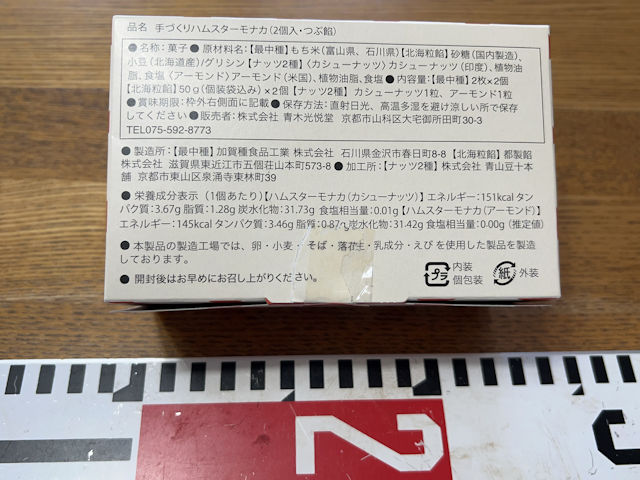 品名 手づくりハムスターモナカ(2個入・つぶ餡)
●名称：菓子●原材料名：【最中種】もち米(富山県、石川県)【北海粒餡】砂糖(国内製造)、
小豆(北海道産)/グリシン【ナッツ2種】〈カシューナッツ〉カシューナッツ(印度)、植物油
脂、食塩〈アーモンド〉アーモンド(米国)、植物油脂、食塩●内容量：【最中種】2枚×2個
【北海粒餡】50g(個装袋込み)×2個【ナッツ2種】カシューナッツ1粒、アーモンド1粒
●賞味期限：枠外右側面に記載●保存方法：直射日光、高温多湿を避け涼しい所で保存
してください●販売者：株式会社 青木光悦堂 京都市山科区大宅御所田町30-3
TEL075-592-8773
●製造所：【最中種】加賀種食品工業 株式会社 石川県金沢市春日町8-8【北海粒餡】都製餡
株式会社 滋賀県東近江市五個荘山本町573-8●加工所：【ナッツ2種】株式会社 青山豆十本
舗 京都市東山区泉涌寺東林町39
●栄養成分表示(1個あたり)【ハムスターモナカ(カシューナッツ)】エネルギー：151kcal タン
パク質：3.67g 脂質：1.28g 炭水化物：31.73g 食塩相当量：0.01g【ハムスターモナカ(アーモンド)】
エネルギー：145kcal タンパク質：3.46g 脂質：0.87g 炭水化物：31.42g 食塩相当量：0.00g(推定値)
●本製品の製造工場では、卵・小麦・そば・落花生・乳成分・えびを使用した製品を製造
しております。
●開封後はお早めにお召し上がりください。
プラ 内装 個包装 紙 外装
2